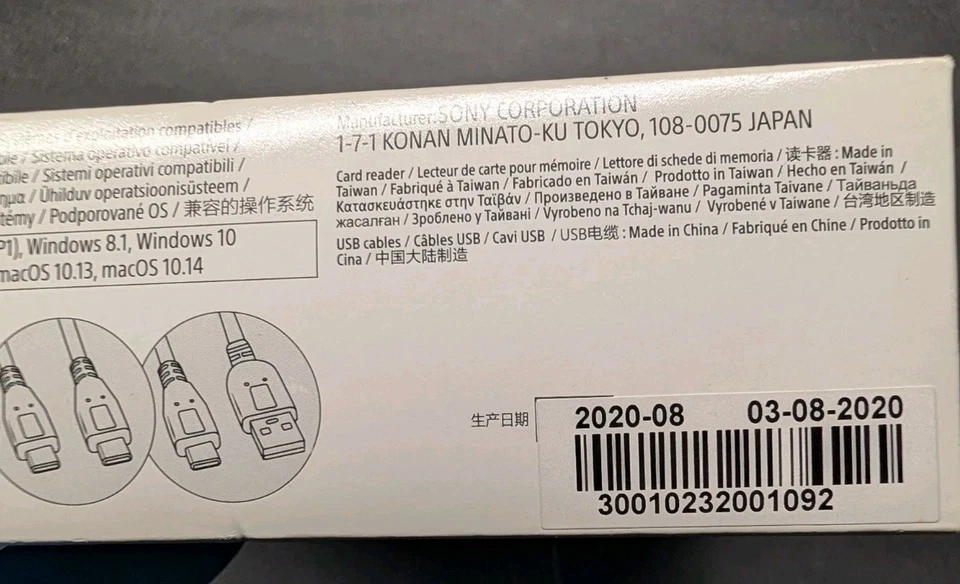 d'exploitation compatibles /
/ Sistema operativo compatível /
/ Sistemi operativi compatibili /
/ Ühilduv operatsioonisüsteem /
/ Podporované OS / 兼容的操作系统
Windows 8.1, Windows 10
macOS 10.13, macOS 10.14
Manufacturer:SONY CORPORATION
1-7-1 KONAN MINATO-KU TOKYO, 108-0075 JAPAN
Card reader / Lecteur de carte pour mémoire / Lettore di schede di memoria / 读卡器 : Made in
Taiwan / Fabriqué à Taiwan / Fabricado en Taiwán / Prodotto in Taiwan / Hecho en Taiwán /
Κατασκευάστηκε στην Ταϊβάν / Произведено в Тайване / Pagaminta Taivane / Тайваньда
жасалған / Зроблено у Тайвані / Vyrobeno na Tchaj-wanu / Vyrobené v Taiwane / 台湾地区制造
USB cables / Câbles USB / Cavi USB / USB电缆 : Made in China / Fabriqué en Chine / Prodotto in
Cina / 中国大陆制造
生产日期
2020-08 03-08-2020
30010232001092